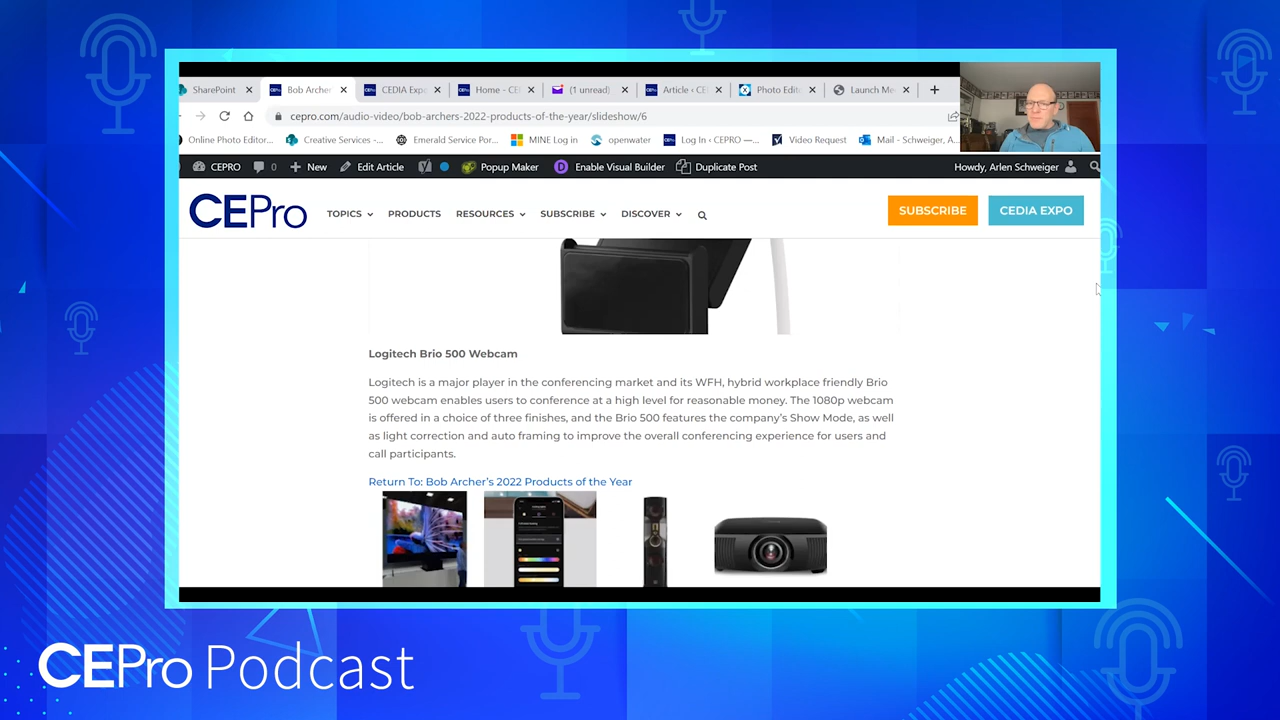 SharePoint
Bob Archer
CEDIA Exp
Home - CE
(1 unread)
Article ‹ CE
Photo Edit
Launch Me
cepro.com/audio-video/bob-archers-2022-products-of-the-year/slideshow/6
Online Photo Editor...
Creative Services -...
Emerald Service Por...
MINE Log in
openwater
Log In ‹ CEPRO —...
Video Request
Mail - Schweiger, A...
CEPRO
0
New
Edit Article
Popup Maker
Enable Visual Builder
Duplicate Post
Howdy, Arlen Schweiger
CEPro
TOPICS
PRODUCTS
RESOURCES
SUBSCRIBE
DISCOVER
SUBSCRIBE
CEDIA EXPO
Logitech Brio 500 Webcam
Logitech is a major player in the conferencing market and its WFH, hybrid workplace friendly Brio
500 webcam enables users to conference at a high level for reasonable money. The 1080p webcam
is offered in a choice of three finishes, and the Brio 500 features the company's Show Mode, as well
as light correction and auto framing to improve the overall conferencing experience for users and
call participants.
Return To: Bob Archer's 2022 Products of the Year
CEPro Podcast